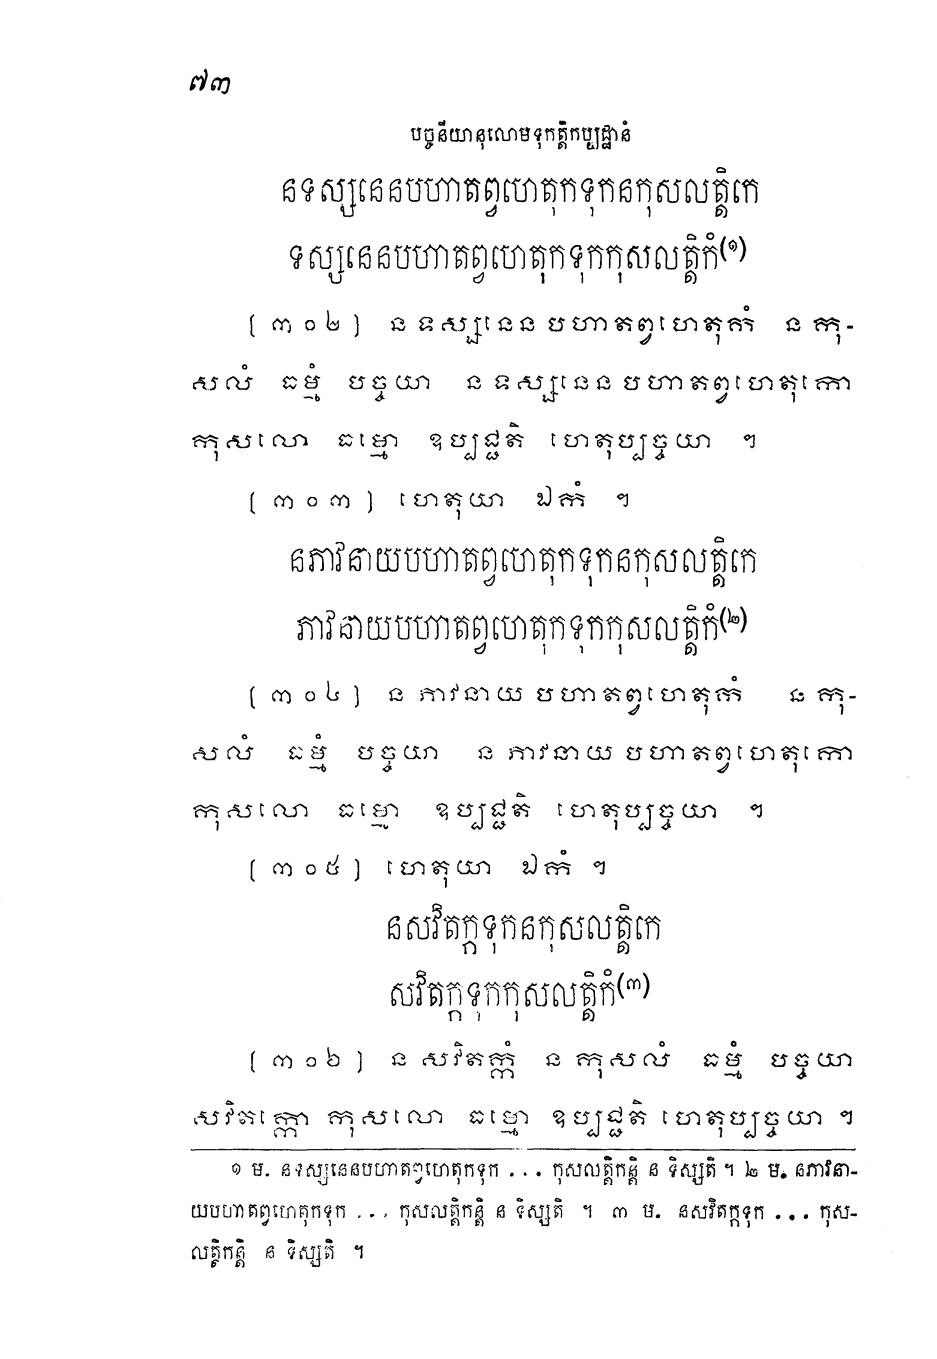 ៧៣
បច្ចនីយានុលោមទុកត្តិកប្បដ្ឋានំ
នទស្សនេនបហាតព្វហេតុកទុកនកុសលត្តិកេ
ទស្សនេនបហាតព្វហេតុកទុកកុសលត្តិកំ(១)
[ ៣០២ ] ន ទស្សនេន បហាតព្វហេតុកំ ន កុ-
សលំ ធម្មំ បច្ចយា ន ទស្សនេន បហាតព្វហេតុកោ
កុសលោ ធម្មោ ឧប្បជ្ជតិ ហេតុប្បច្ចយា ។
[ ៣០៣ ] ហេតុយា ឯកំ ។
នភាវនាយបហាតព្វហេតុកទុកនកុសលត្តិកេ
ភាវនាយបហាតព្វហេតុកទុកកុសលត្តិកំ(២)
[ ៣០៤ ] ន ភាវនាយ បហាតព្វហេតុកំ ន កុ-
សលំ ធម្មំ បច្ចយា ន ភាវនាយ បហាតព្វហេតុកោ
កុសលោ ធម្មោ ឧប្បជ្ជតិ ហេតុប្បច្ចយា ។
[ ៣០៥ ] ហេតុយា ឯកំ ។
នសវិតក្កទុកនកុសលត្តិកេ
សវិតក្កទុកកុសលត្តិកំ(៣)
[ ៣០៦ ] ន សវិតក្កំ ន កុសលំ ធម្មំ បច្ចយា
សវិតក្កោ កុសលោ ធម្មោ ឧប្បជ្ជតិ ហេតុប្បច្ចយា ។
១ ម. នទស្សនេនបហាតព្វហេតុកទុក ... កុសលត្តិកន្តិ ន ទិស្សតិ ។ ២ ម. នភាវនា-
យបហាតព្វហេតុកទុក ... កុសលត្តិកន្តិ ន ទិស្សតិ ។ ៣ ម. នសវិតក្កទុក ... កុស-
លត្តិកន្តិ ន ទិស្សតិ ។